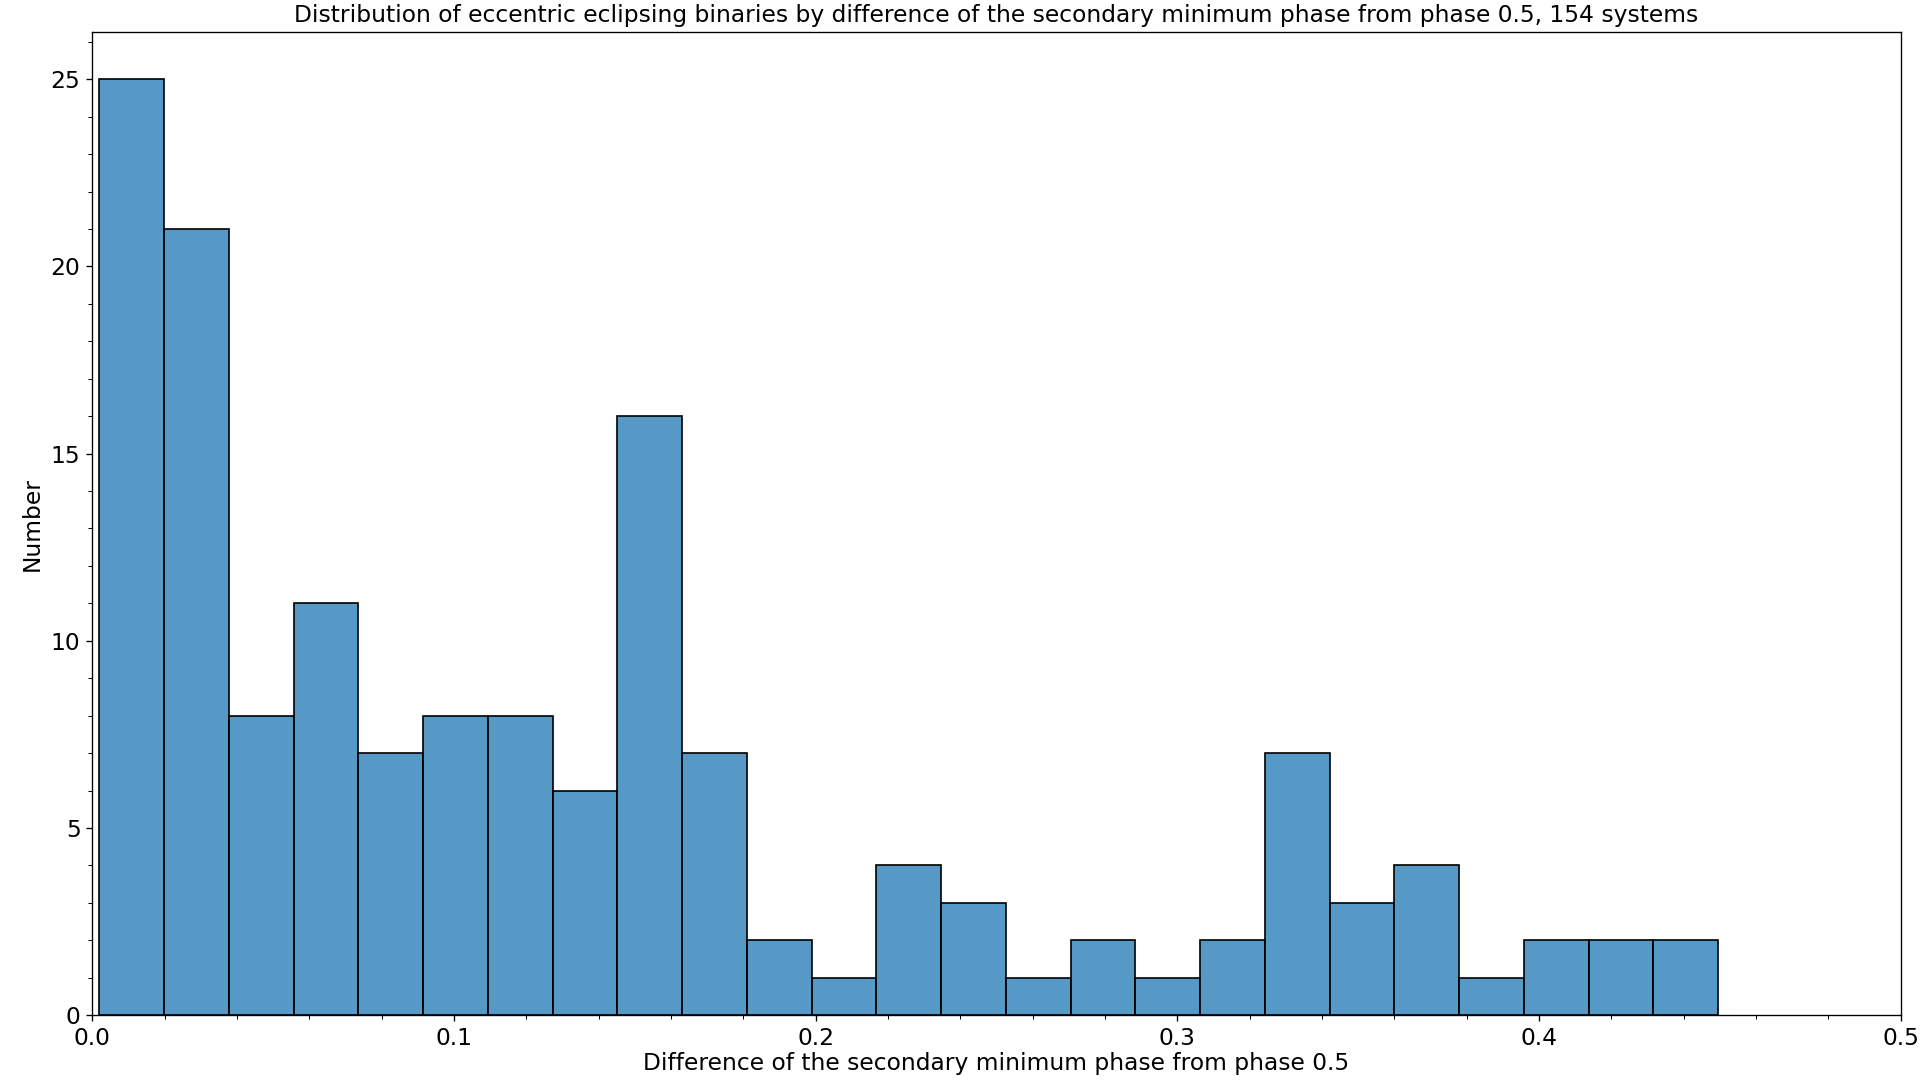 Distribution of eccentric eclipsing binaries by difference of the secondary minimum phase from phase 0.5, 154 systems
25
20
15
10
5
0
Number
0.0 0.1 0.2 0.3 0.4 0.5
Difference of the secondary minimum phase from phase 0.5